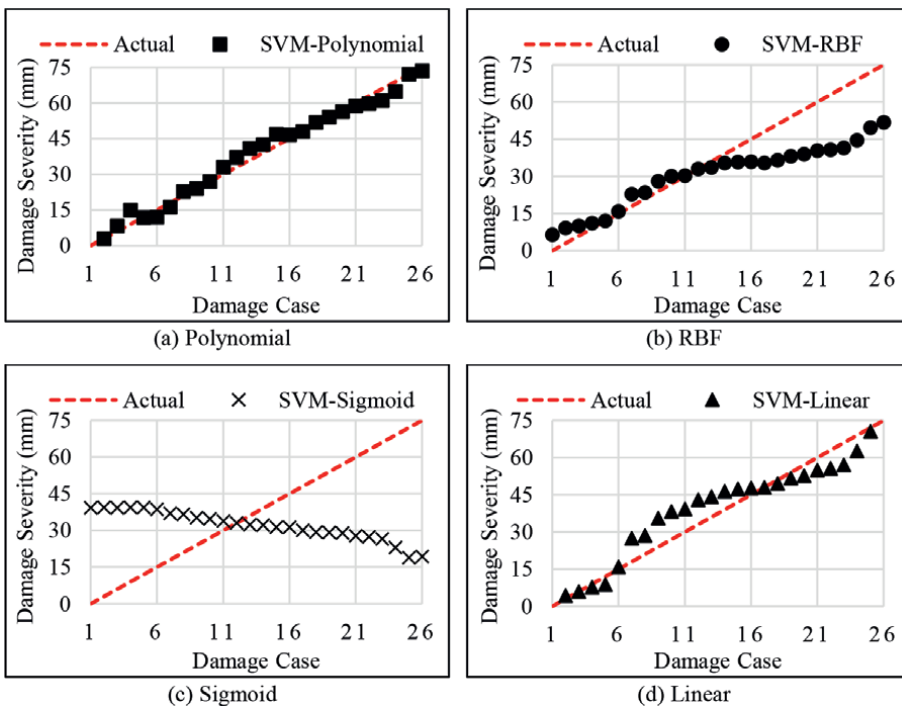 Actual SVM-Polynomial
75
60
45
30
15
0
1 6 11 16 21 26
Damage Severity (mm)
Damage Case
(a) Polynomial
Actual SVM-RBF
75
60
45
30
15
0
1 6 11 16 21 26
Damage Severity (mm)
Damage Case
(b) RBF
Actual SVM-Sigmoid
75
60
45
30
15
0
1 6 11 16 21 26
Damage Severity (mm)
Damage Case
(c) Sigmoid
Actual SVM-Linear
75
60
45
30
15
0
1 6 11 16 21 26
Damage Severity (mm)
Damage Case
(d) Linear